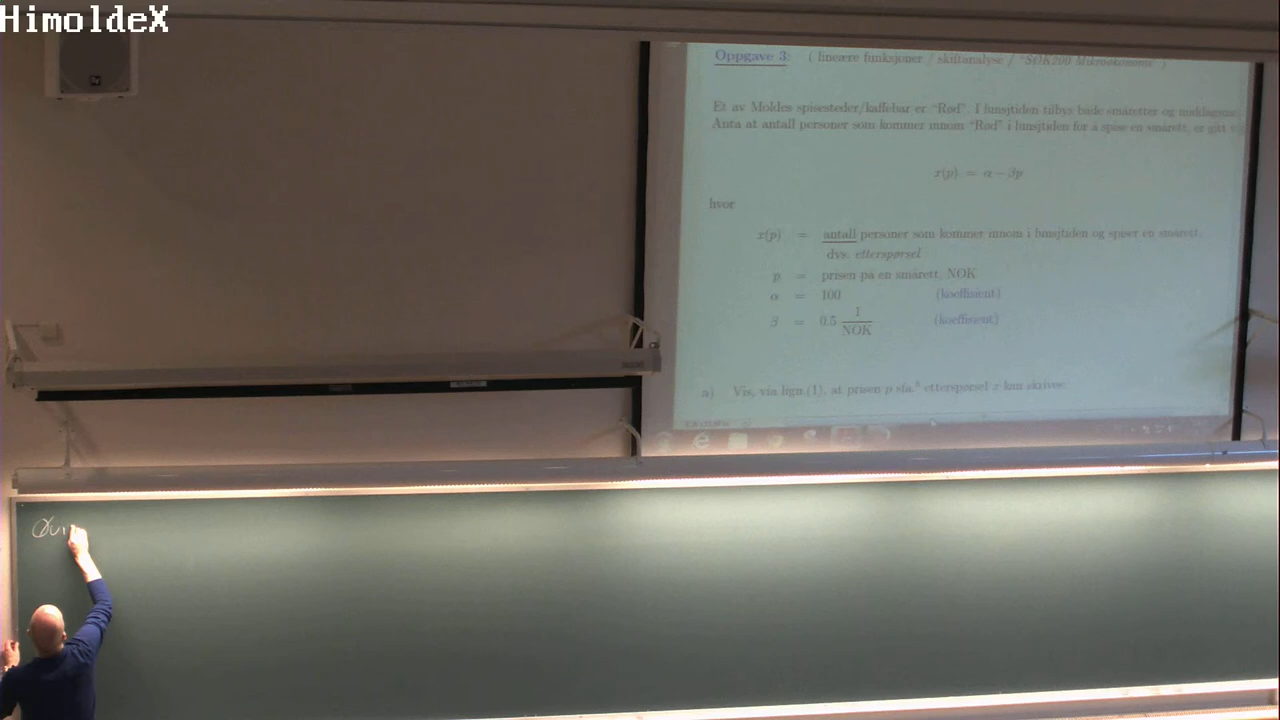 HimoldeX
Oppgave 3: ( lineære funksjoner / skiftanalyse / "SØK200 Mikroøkonomi" )
Et av Moldes spisesteder/kaffebar er "Rød". I lunsjtiden tilbys både småretter og middagsme
Anta at antall personer som kommer innom "Rød" i lunsjtiden for å spise en smårett, er gitt v
x(p) = α − βp
hvor
x(p) = antall personer som kommer innom i lunsjtiden og spiser en smårett,
dvs. etterspørsel
p = prisen på en smårett, NOK
α = 100 (koeffisient)
β = 0.5 1/NOK (koeffisient)
a) Vis, via lign.(1), at prisen p sfa. etterspørsel x kan skrives